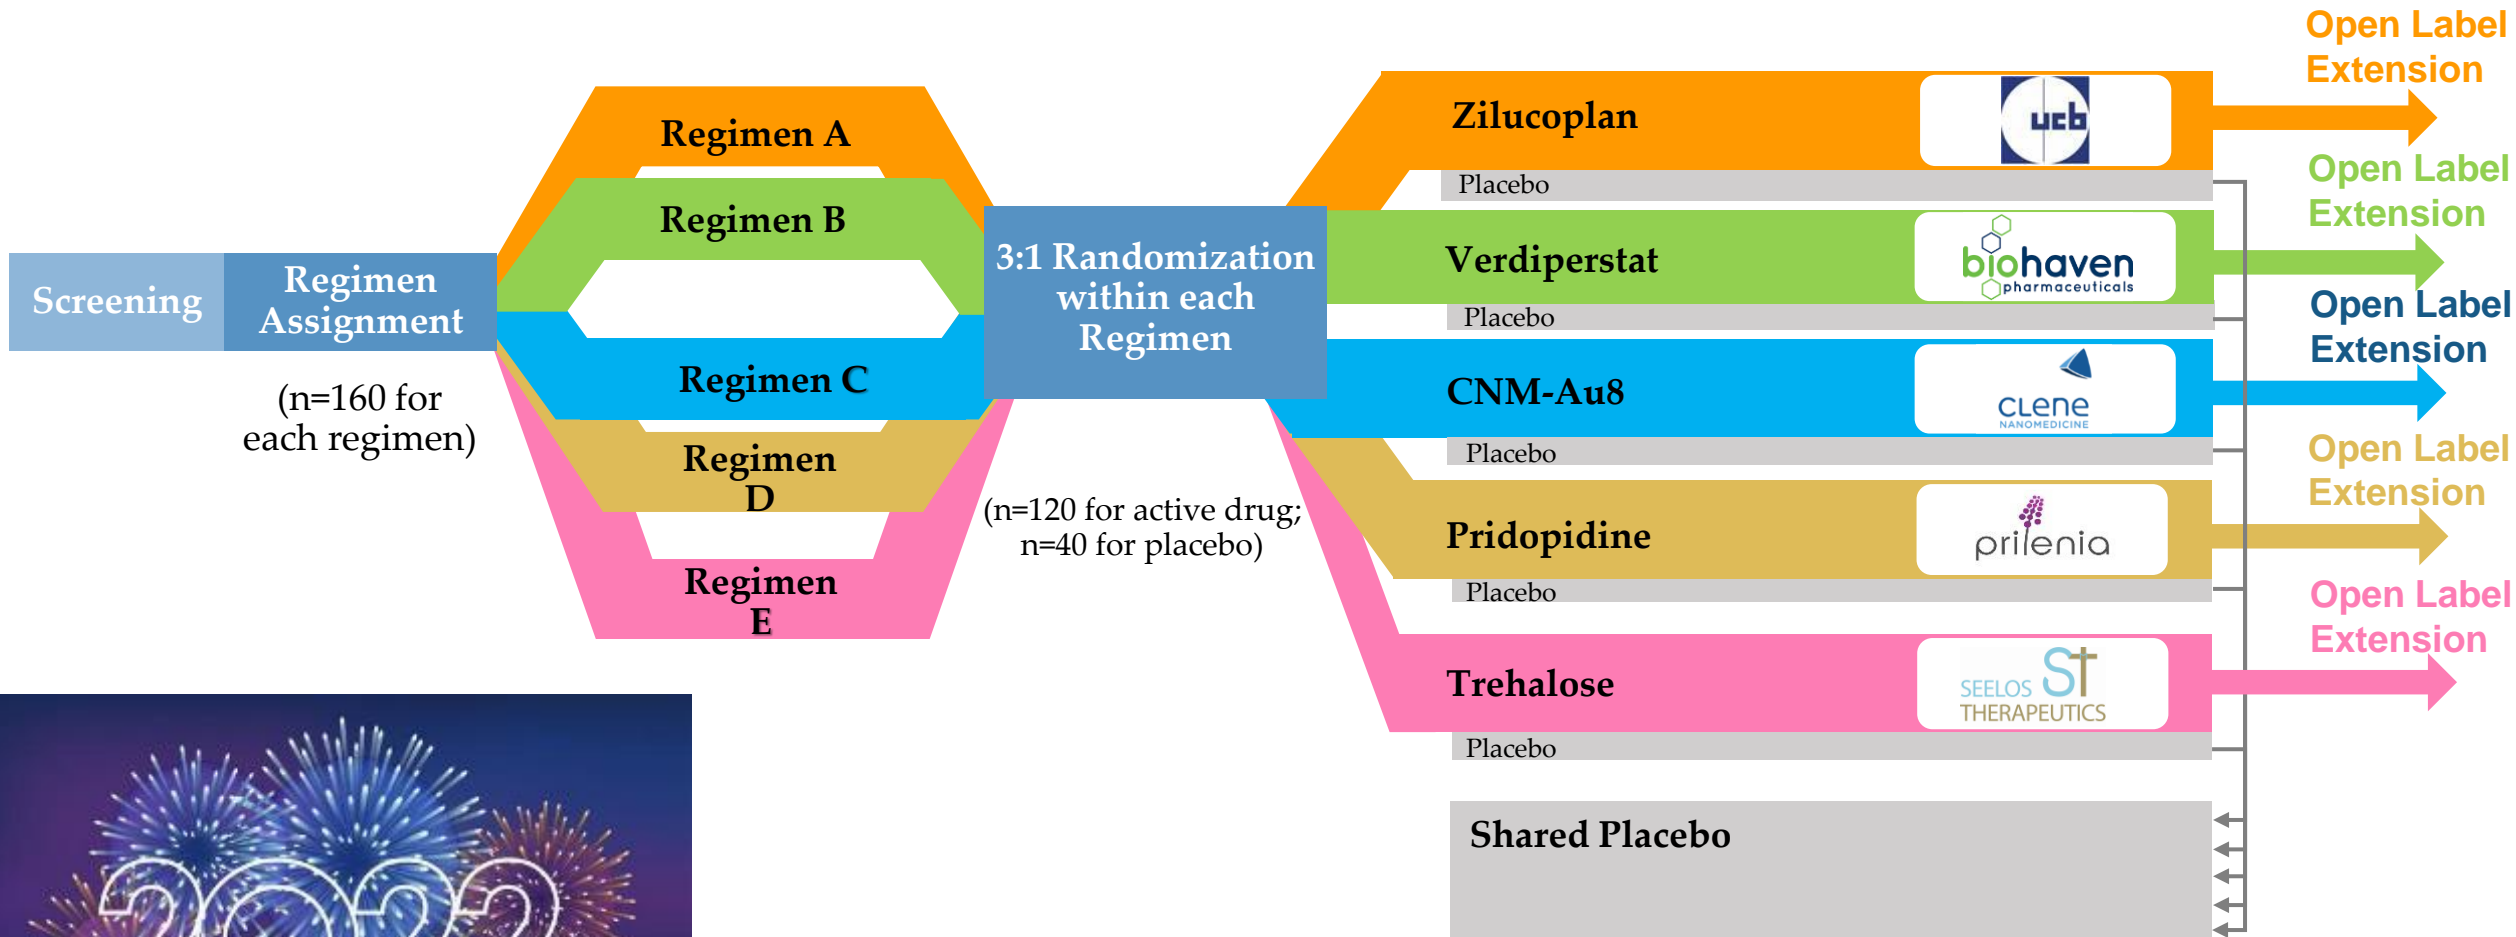 Screening
Regimen
Assignment
(n=160 for
each regimen)
Regimen A
Regimen B
Regimen C
Regimen
D
Regimen
E
3:1 Randomization
within each
Regimen
(n=120 for active drug;
n=40 for placebo)
Zilucoplan
ucb
Placebo
Verdiperstat
biohaven
pharmaceuticals
Placebo
CNM-Au8
CLENE
NANOMEDICINE
Placebo
Pridopidine
prilenia
Placebo
Trehalose
SEELOS ST
THERAPEUTICS
Placebo
Shared Placebo
Open Label
Extension
Open Label
Extension
Open Label
Extension
Open Label
Extension
Open Label
Extension
2022